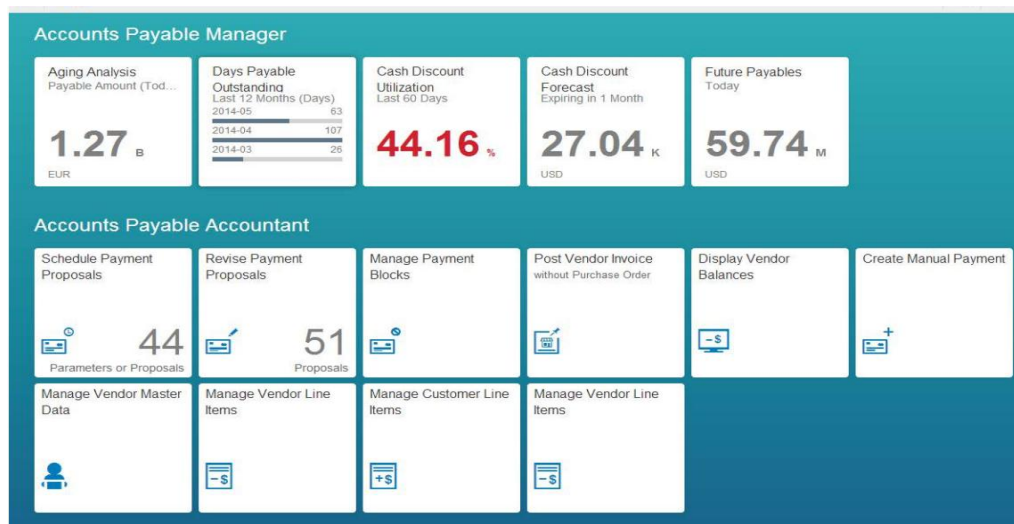 Accounts Payable Manager
Aging Analysis
Payable Amount (Tod...
1.27 B
EUR
Days Payable
Outstanding
Last 12 Months (Days)
2014-05 63
2014-04 107
2014-03 26
Cash Discount
Utilization
Last 60 Days
44.16 %
Cash Discount
Forecast
Expiring in 1 Month
27.04 K
USD
Future Payables
Today
59.74 M
USD
Accounts Payable Accountant
Schedule Payment
Proposals
44
Parameters or Proposals
Revise Payment
Proposals
51
Proposals
Manage Payment
Blocks
Post Vendor Invoice
without Purchase Order
Display Vendor
Balances
-$
Create Manual Payment
Manage Vendor Master
Data
Manage Vendor Line
Items
-$
Manage Customer Line
Items
+$
Manage Vendor Line
Items
-$